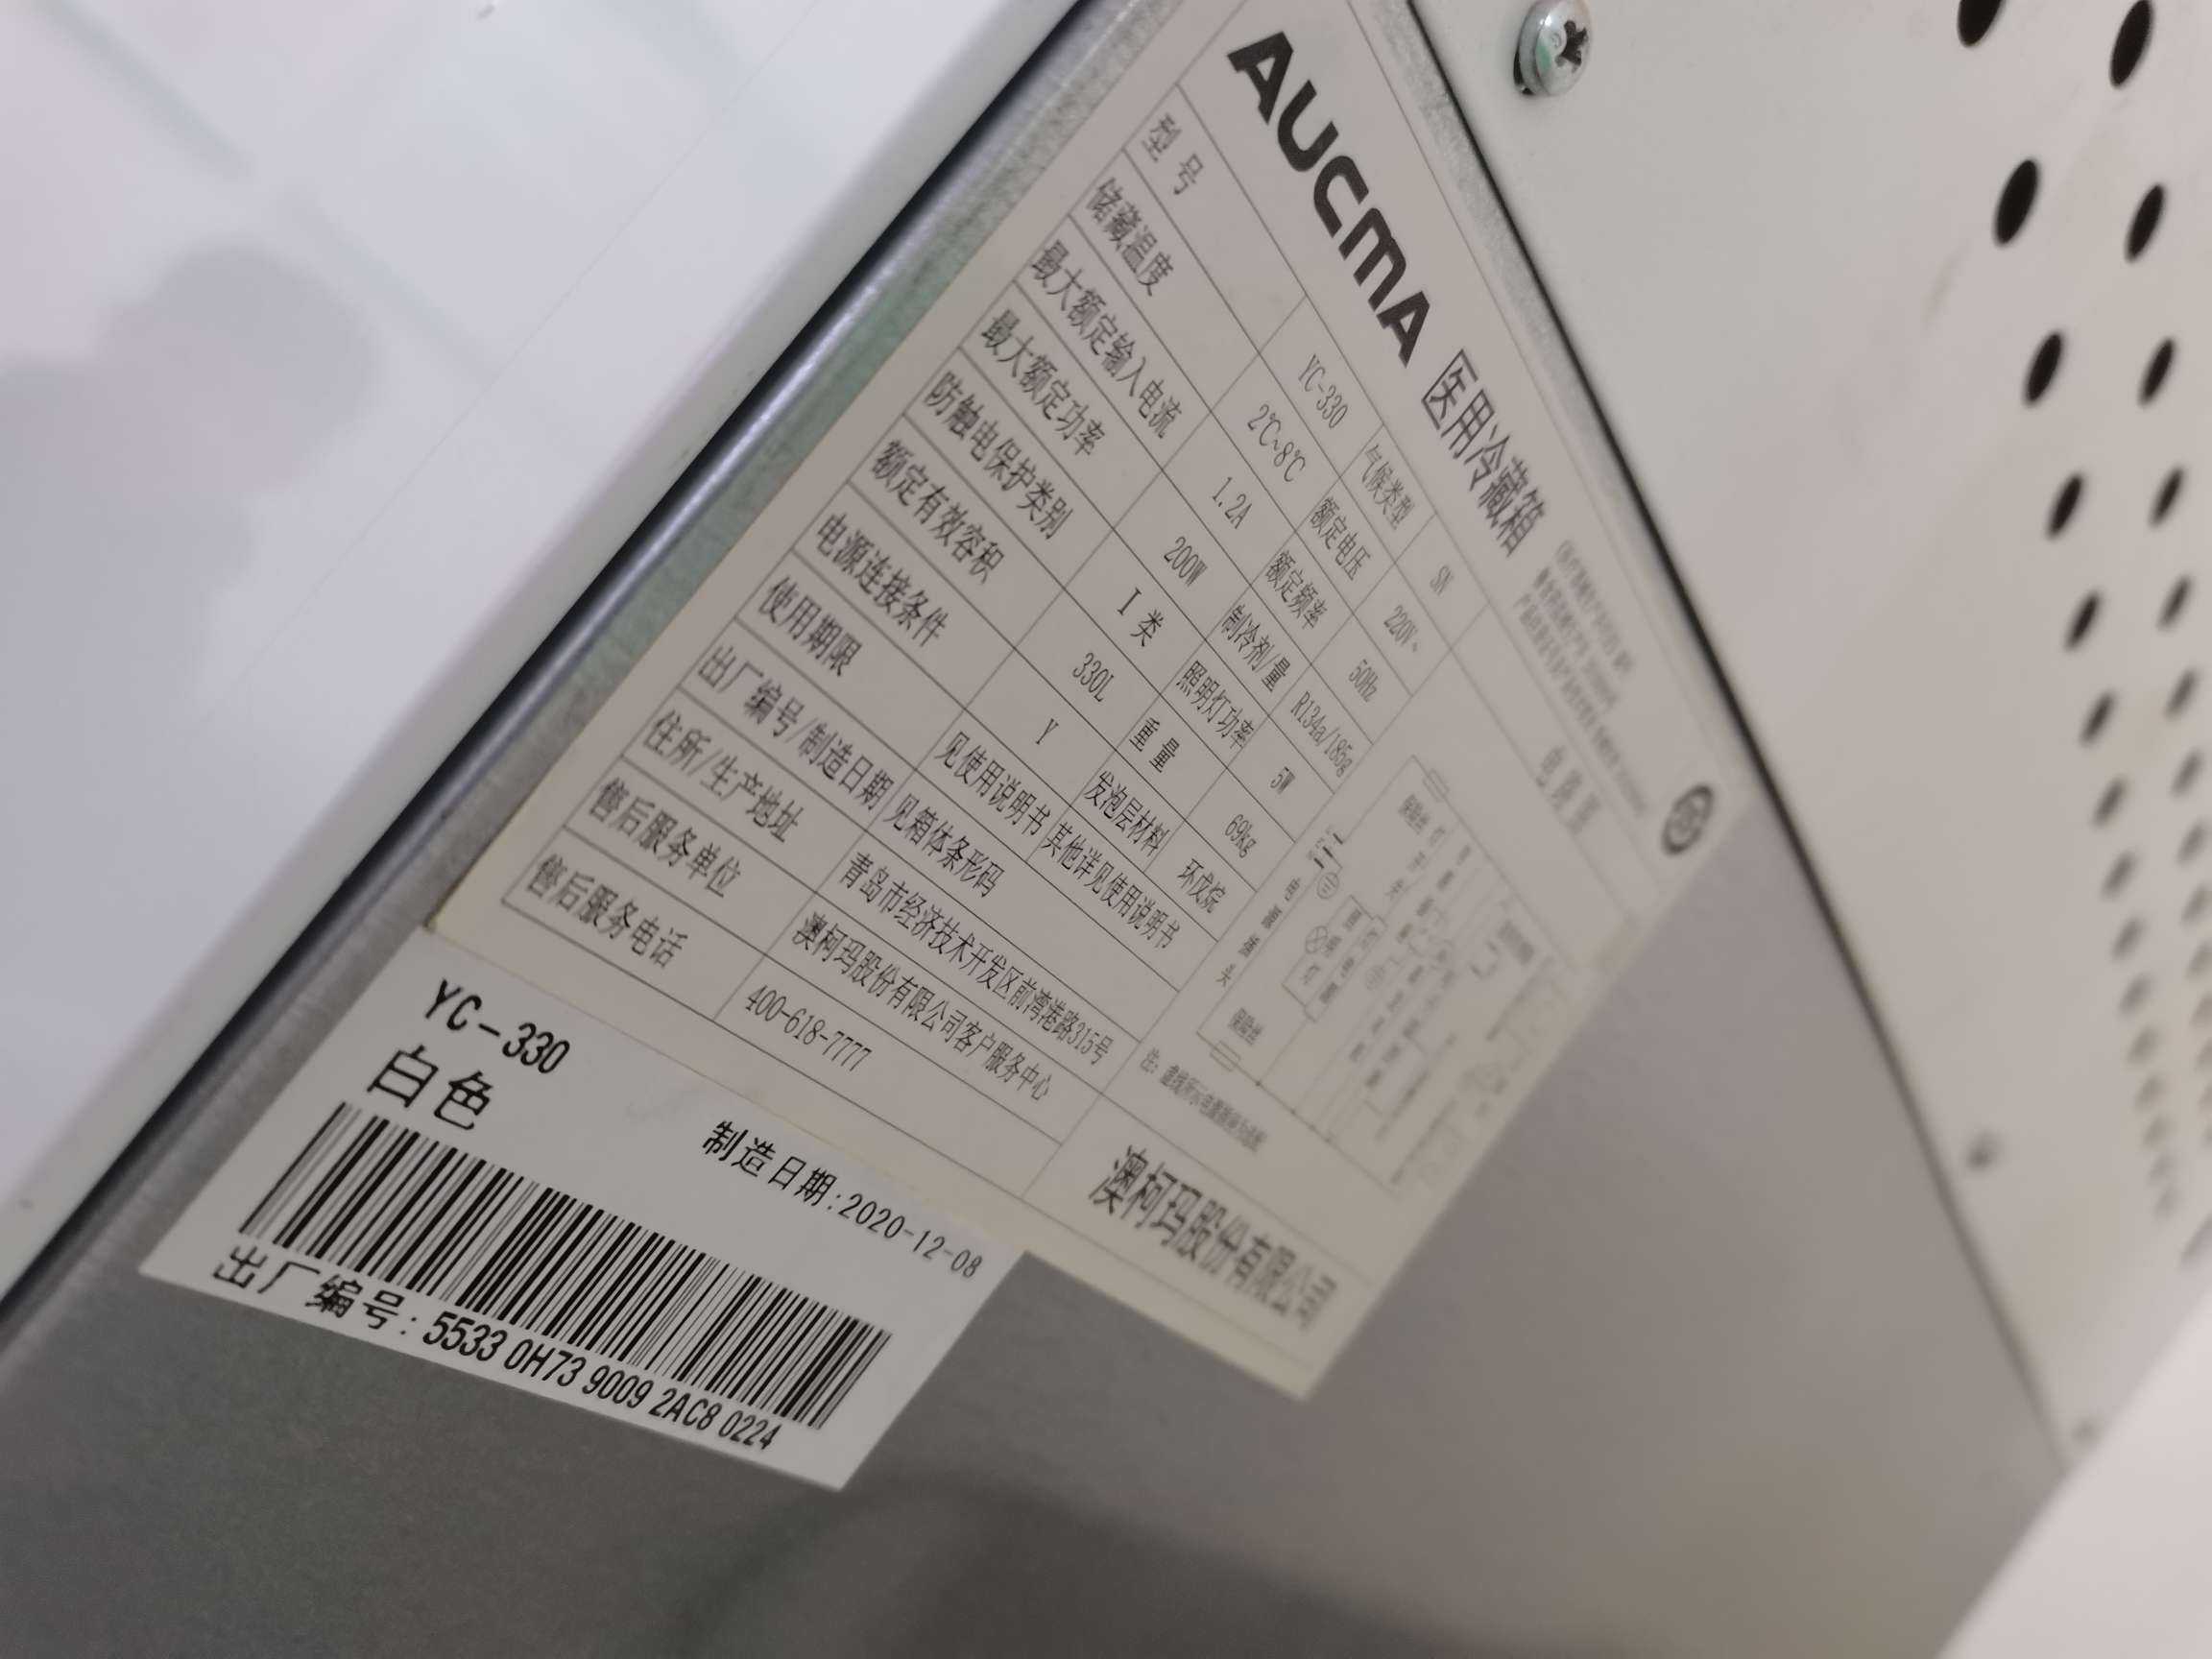 AUCMA 医用冷藏箱
型号 YC-330 气候类型 SN
储藏温度 2℃~8℃ 额定电压 220V~
最大额定输入电流 1.2A 额定频率 50Hz
最大额定功率 200W 制冷剂/量 R134a/185g
防触电保护类别 I 类 照明灯功率 5W
额定有效容积 330L 重量 69kg
电源连接条件 Y 发泡层材料 环戊烷
使用期限 见使用说明书 其他详见使用说明书
出厂编号/制造日期 见箱体条形码
住所/生产地址 青岛市经济技术开发区前湾港路315号
售后服务单位 澳柯玛股份有限公司客户服务中心
售后服务电话 400-618-7777
电路图
电源插头
保险丝
澳柯玛股份有限公司
YC-330
白色
制造日期:2020-12-08
出厂编号:5533 0H73 9009 2AC8 0224